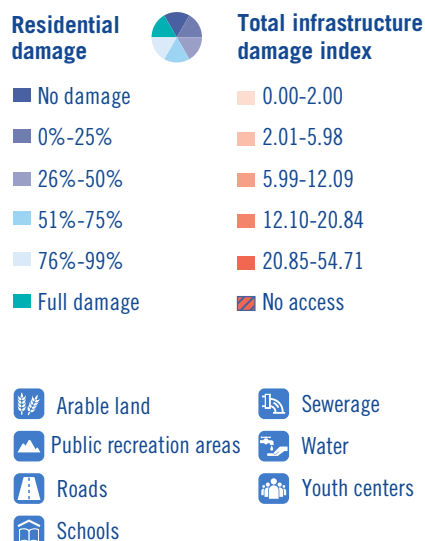 Residential
damage
No damage
0%-25%
26%-50%
51%-75%
76%-99%
Full damage
Total infrastructure
damage index
0.00-2.00
2.01-5.98
5.99-12.09
12.10-20.84
20.85-54.71
No access
Arable land
Public recreation areas
Roads
Schools
Sewerage
Water
Youth centers